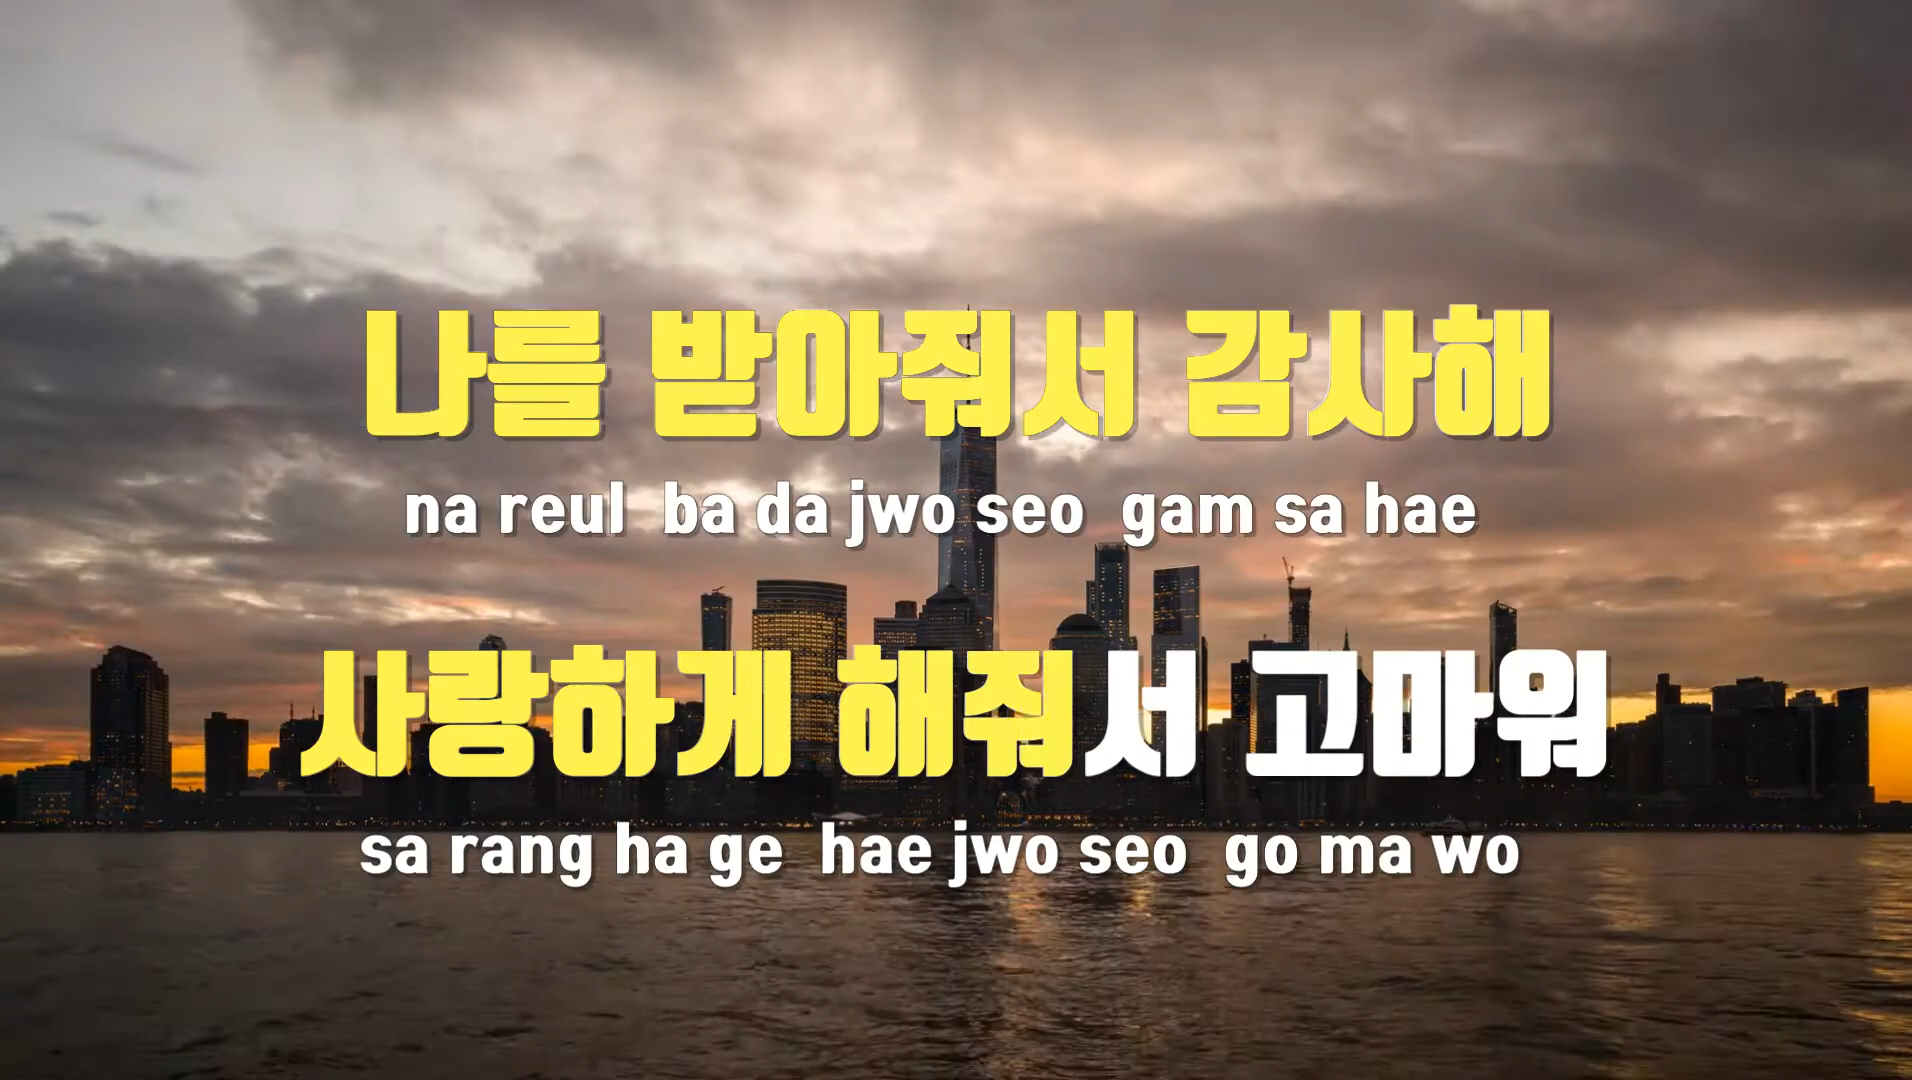 나를 받아줘서 감사해
na reul ba da jwo seo gam sa hae
사랑하게 해줘서 고마워
sa rang ha ge hae jwo seo go ma wo